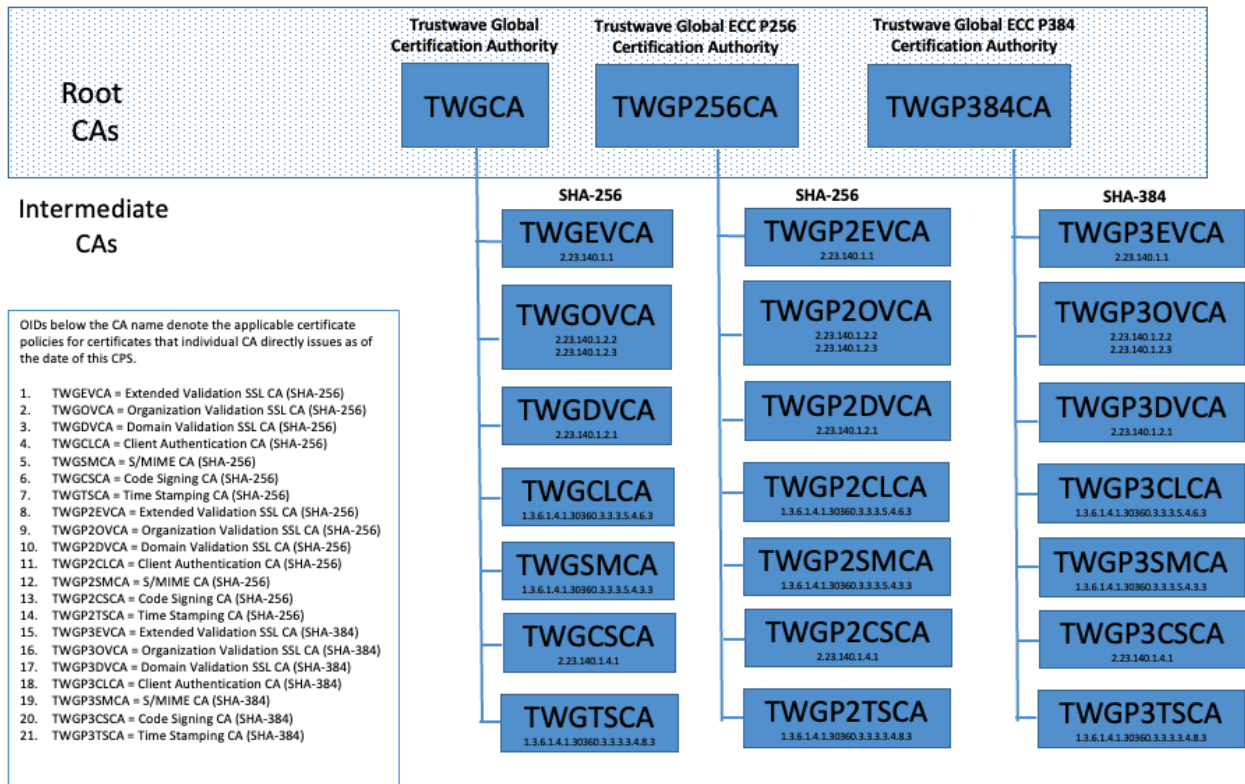 Trustwave Global
Certification Authority
Trustwave Global ECC P256
Certification Authority
Trustwave Global ECC P384
Certification Authority
Root
CAs
TWGCA
TWGP256CA
TWGP384CA
Intermediate
CAs
SHA-256
SHA-256
SHA-384
TWGEVCA
2.23.140.1.1
TWGP2EVCA
2.23.140.1.1
TWGP3EVCA
2.23.140.1.1
TWGOVCA
2.23.140.1.2.2
2.23.140.1.2.3
TWGP2OVCA
2.23.140.1.2.2
2.23.140.1.2.3
TWGP3OVCA
2.23.140.1.2.2
2.23.140.1.2.3
TWGDVCA
2.23.140.1.2.1
TWGP2DVCA
2.23.140.1.2.1
TWGP3DVCA
2.23.140.1.2.1
TWGCLCA
1.3.6.1.4.1.30360.3.3.3.5.4.6.3
TWGP2CLCA
1.3.6.1.4.1.30360.3.3.3.5.4.6.3
TWGP3CLCA
1.3.6.1.4.1.30360.3.3.3.5.4.6.3
TWGSMCA
1.3.6.1.4.1.30360.3.3.3.5.4.3.3
TWGP2SMCA
1.3.6.1.4.1.30360.3.3.3.5.4.3.3
TWGP3SMCA
1.3.6.1.4.1.30360.3.3.3.5.4.3.3
TWGCSCA
2.23.140.1.4.1
TWGP2CSCA
2.23.140.1.4.1
TWGP3CSCA
2.23.140.1.4.1
TWGTSCA
1.3.6.1.4.1.30360.3.3.3.3.4.8.3
TWGP2TSCA
1.3.6.1.4.1.30360.3.3.3.3.4.8.3
TWGP3TSCA
1.3.6.1.4.1.30360.3.3.3.3.4.8.3
OIDs below the CA name denote the applicable certificate
policies for certificates that individual CA directly issues as of
the date of this CPS.
1. TWGEVCA = Extended Validation SSL CA (SHA-256)
2. TWGOVCA = Organization Validation SSL CA (SHA-256)
3. TWGDVCA = Domain Validation SSL CA (SHA-256)
4. TWGCLCA = Client Authentication CA (SHA-256)
5. TWGSMCA = S/MIME CA (SHA-256)
6. TWGCSCA = Code Signing CA (SHA-256)
7. TWGTSCA = Time Stamping CA (SHA-256)
8. TWGP2EVCA = Extended Validation SSL CA (SHA-256)
9. TWGP2OVCA = Organization Validation SSL CA (SHA-256)
10. TWGP2DVCA = Domain Validation SSL CA (SHA-256)
11. TWGP2CLCA = Client Authentication CA (SHA-256)
12. TWGP2SMCA = S/MIME CA (SHA-256)
13. TWGP2CSCA = Code Signing CA (SHA-256)
14. TWGP2TSCA = Time Stamping CA (SHA-256)
15. TWGP3EVCA = Extended Validation SSL CA (SHA-384)
16. TWGP3OVCA = Organization Validation SSL CA (SHA-384)
17. TWGP3DVCA = Domain Validation SSL CA (SHA-384)
18. TWGP3CLCA = Client Authentication CA (SHA-384)
19. TWGP3SMCA = S/MIME CA (SHA-384)
20. TWGP3CSCA = Code Signing CA (SHA-384)
21. TWGP3TSCA = Time Stamping CA (SHA-384)